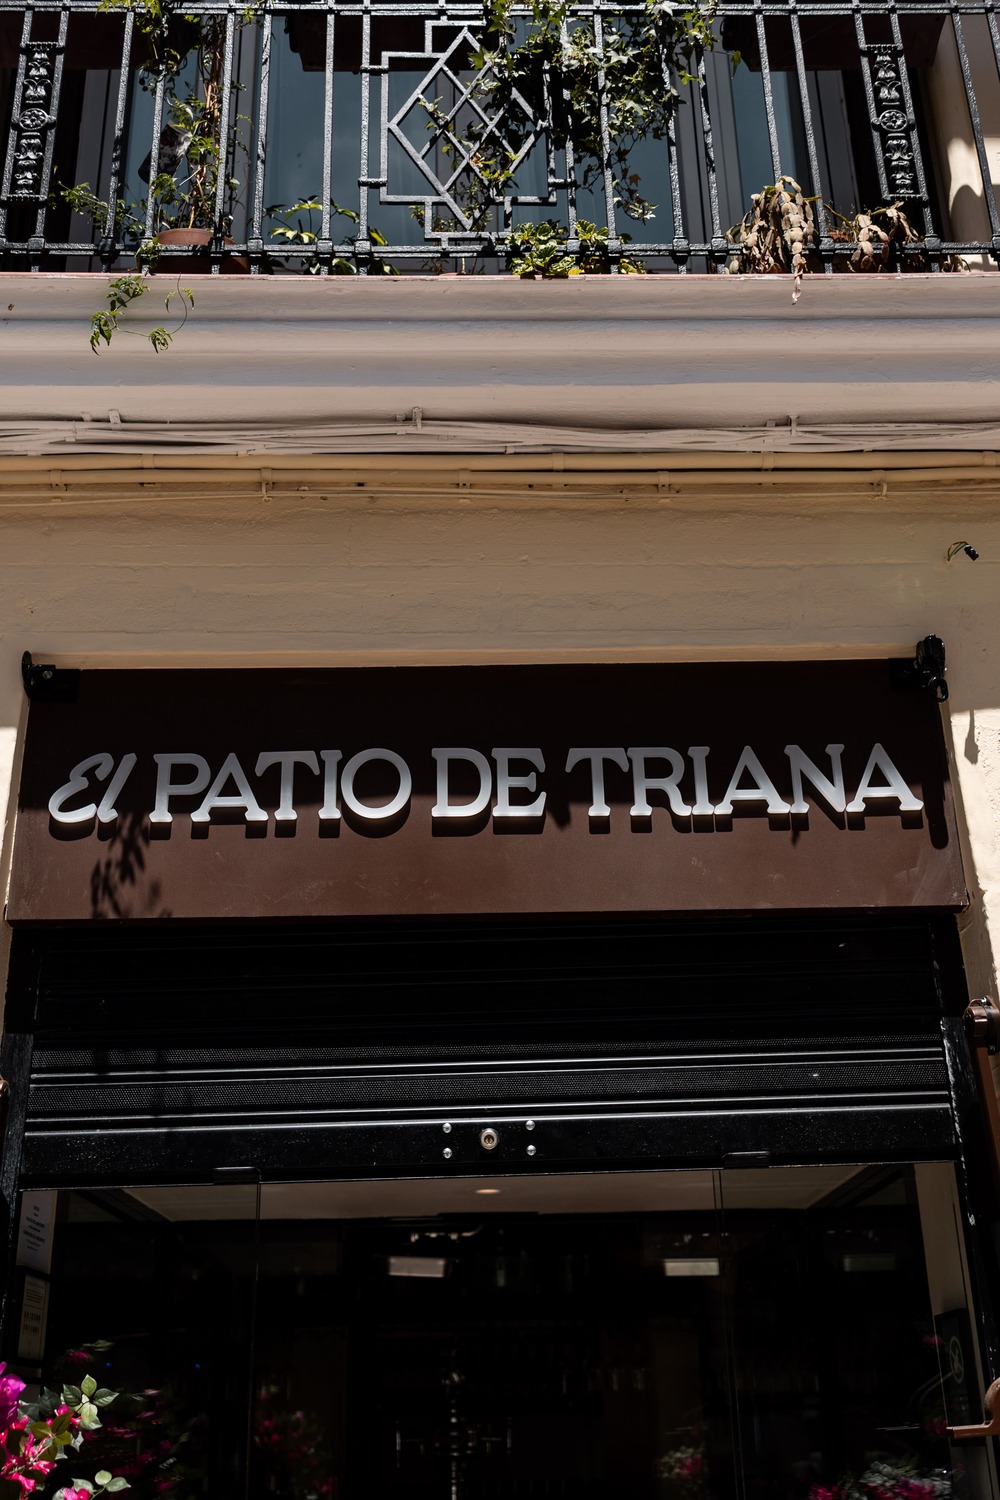 El PATIO DE TRIANA